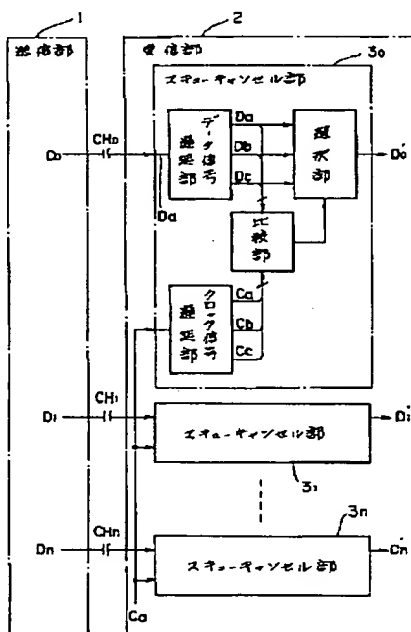 1
2
送信部
受信部
3o
スキューキャンセル部
Do
CHo
データ信号
遅延部
Da
Db
Dc
選択部
Do'
Da
比較部
クロック信号
遅延部
Ca
Cb
Cc
D1
CH1
スキューキャンセル部
D1'
31
3n
Dn
CHn
スキューキャンセル部
Dn'
Ca